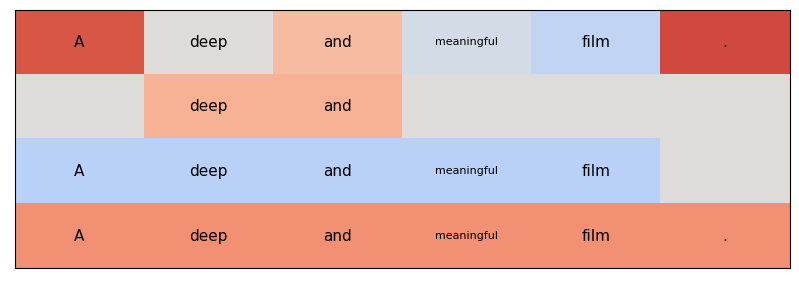 A deep and meaningful film .
deep and
A deep and meaningful film
A deep and meaningful film .